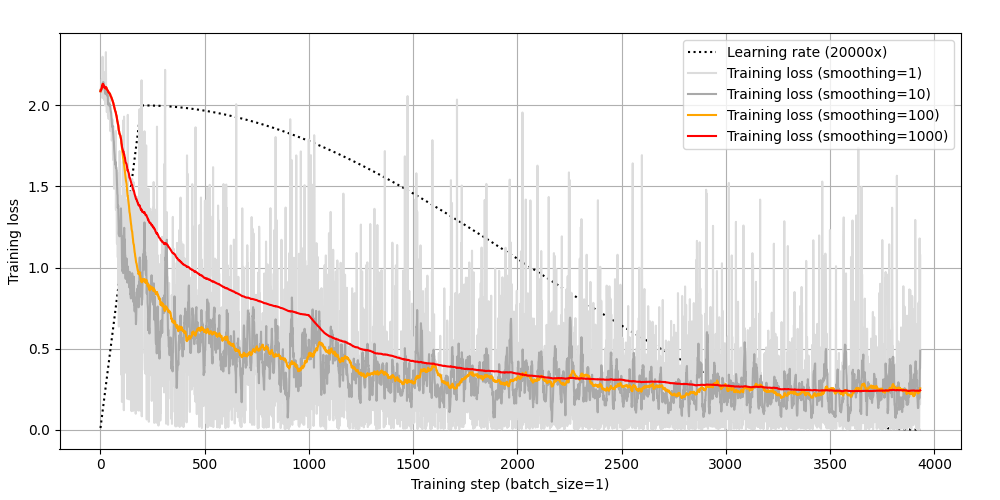 Learning rate (20000x)
Training loss (smoothing=1)
Training loss (smoothing=10)
Training loss (smoothing=100)
Training loss (smoothing=1000)
Training loss
2.0
1.5
1.0
0.5
0.0
0 500 1000 1500 2000 2500 3000 3500 4000
Training step (batch_size=1)